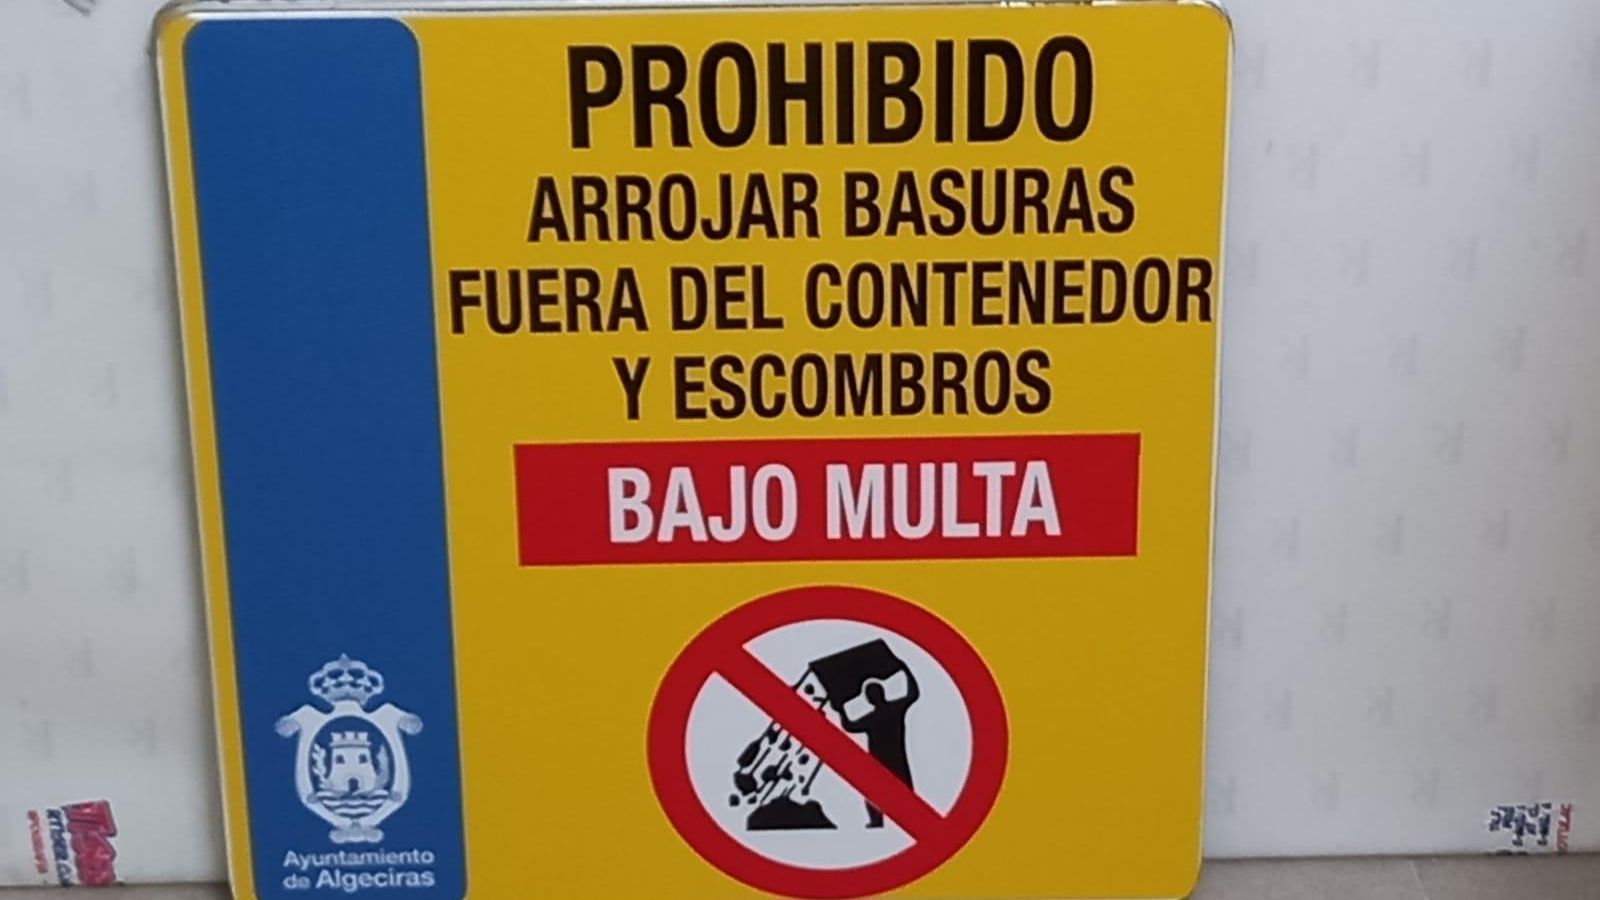 PROHIBIDO
ARROJAR BASURAS
FUERA DEL CONTENEDOR
Y ESCOMBROS
BAJO MULTA
Ayuntamiento
de Algeciras